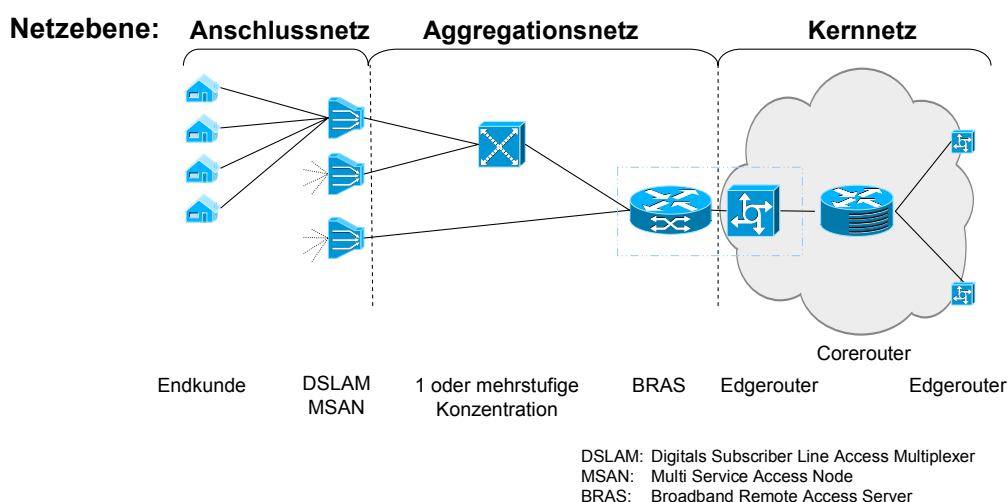 Netzebene: Anschlussnetz Aggregationsnetz Kernnetz
Corerouter
Endkunde DSLAM 1 oder mehrstufige BRAS Edgerouter Edgerouter
MSAN Konzentration
DSLAM: Digitals Subscriber Line Access Multiplexer
MSAN: Multi Service Access Node
BRAS: Broadband Remote Access Server